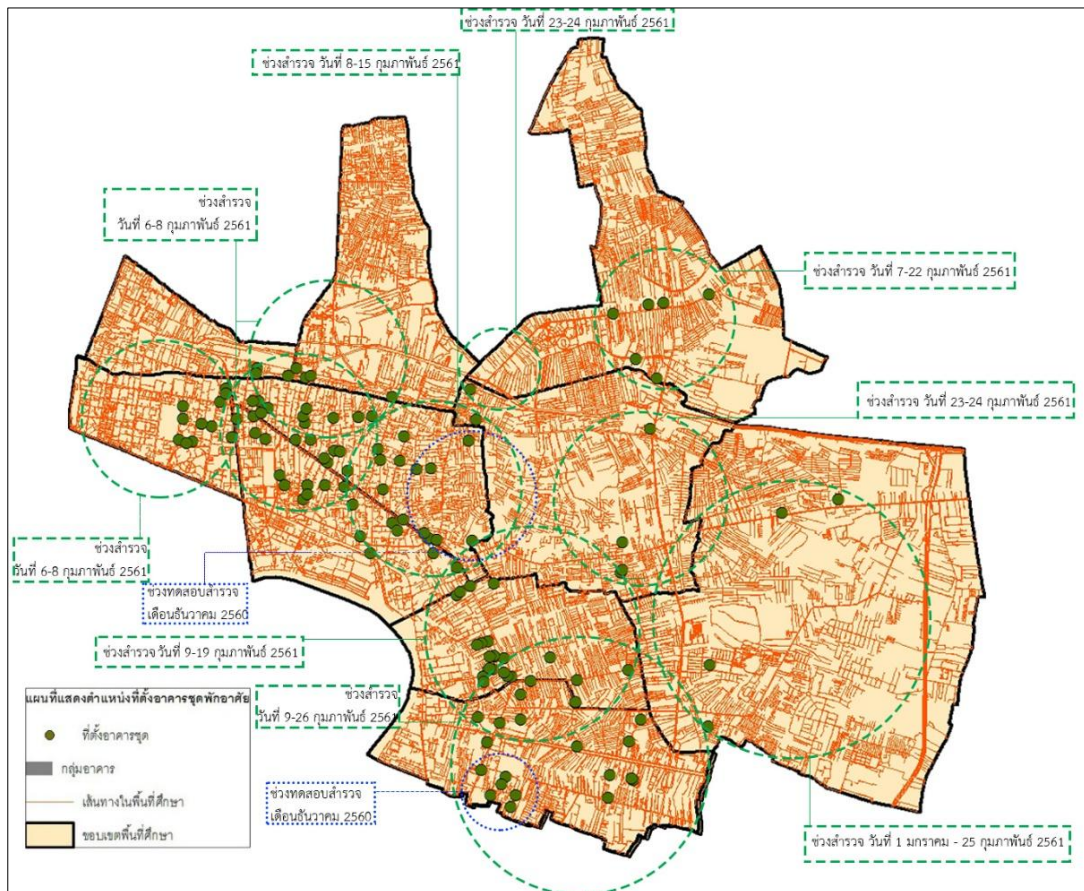 ช่วงสำรวจ วันที่ 23-24 กุมภาพันธ์ 2561
ช่วงสำรวจ วันที่ 8-15 กุมภาพันธ์ 2561
ช่วงสำรวจ
วันที่ 6-8 กุมภาพันธ์ 2561
ช่วงสำรวจ วันที่ 7-22 กุมภาพันธ์ 2561
ช่วงสำรวจ วันที่ 23-24 กุมภาพันธ์ 2561
ช่วงสำรวจ
วันที่ 6-8 กุมภาพันธ์ 2561
ช่วงทดสอบสำรวจ
เดือนธันวาคม 2560
ช่วงสำรวจ วันที่ 9-19 กุมภาพันธ์ 2561
ช่วงสำรวจ
วันที่ 9-26 กุมภาพันธ์ 2561
ช่วงทดสอบสำรวจ
เดือนธันวาคม 2560
ช่วงสำรวจ วันที่ 1 มกราคม - 25 กุมภาพันธ์ 2561
แผนที่แสดงตำแหน่งที่ตั้งอาคารชุดพักอาศัย
ที่ตั้งอาคารชุด
กลุ่มอาคาร
เส้นทางในพื้นที่ศึกษา
ขอบเขตพื้นที่ศึกษา